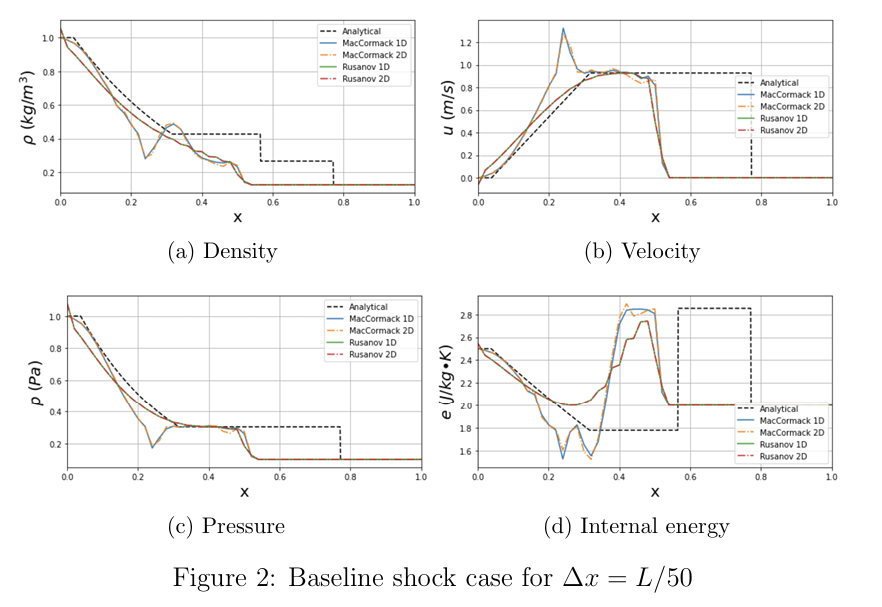 1.0
0.8
0.6
0.4
0.2
0.0 0.2 0.4 0.6 0.8 1.0
ρ (kg/m³)
x
Analytical
MacCormack 1D
MacCormack 2D
Rusanov 1D
Rusanov 2D
(a) Density
1.2
1.0
0.8
0.6
0.4
0.2
0.0
0.0 0.2 0.4 0.6 0.8 1.0
u (m/s)
x
Analytical
MacCormack 1D
MacCormack 2D
Rusanov 1D
Rusanov 2D
(b) Velocity
1.0
0.8
0.6
0.4
0.2
0.0 0.2 0.4 0.6 0.8 1.0
p (Pa)
x
Analytical
MacCormack 1D
MacCormack 2D
Rusanov 1D
Rusanov 2D
(c) Pressure
2.8
2.6
2.4
2.2
2.0
1.8
1.6
0.0 0.2 0.4 0.6 0.8 1.0
e (J/kg•K)
x
Analytical
MacCormack 1D
MacCormack 2D
Rusanov 1D
Rusanov 2D
(d) Internal energy
Figure 2: Baseline shock case for Δx = L/50